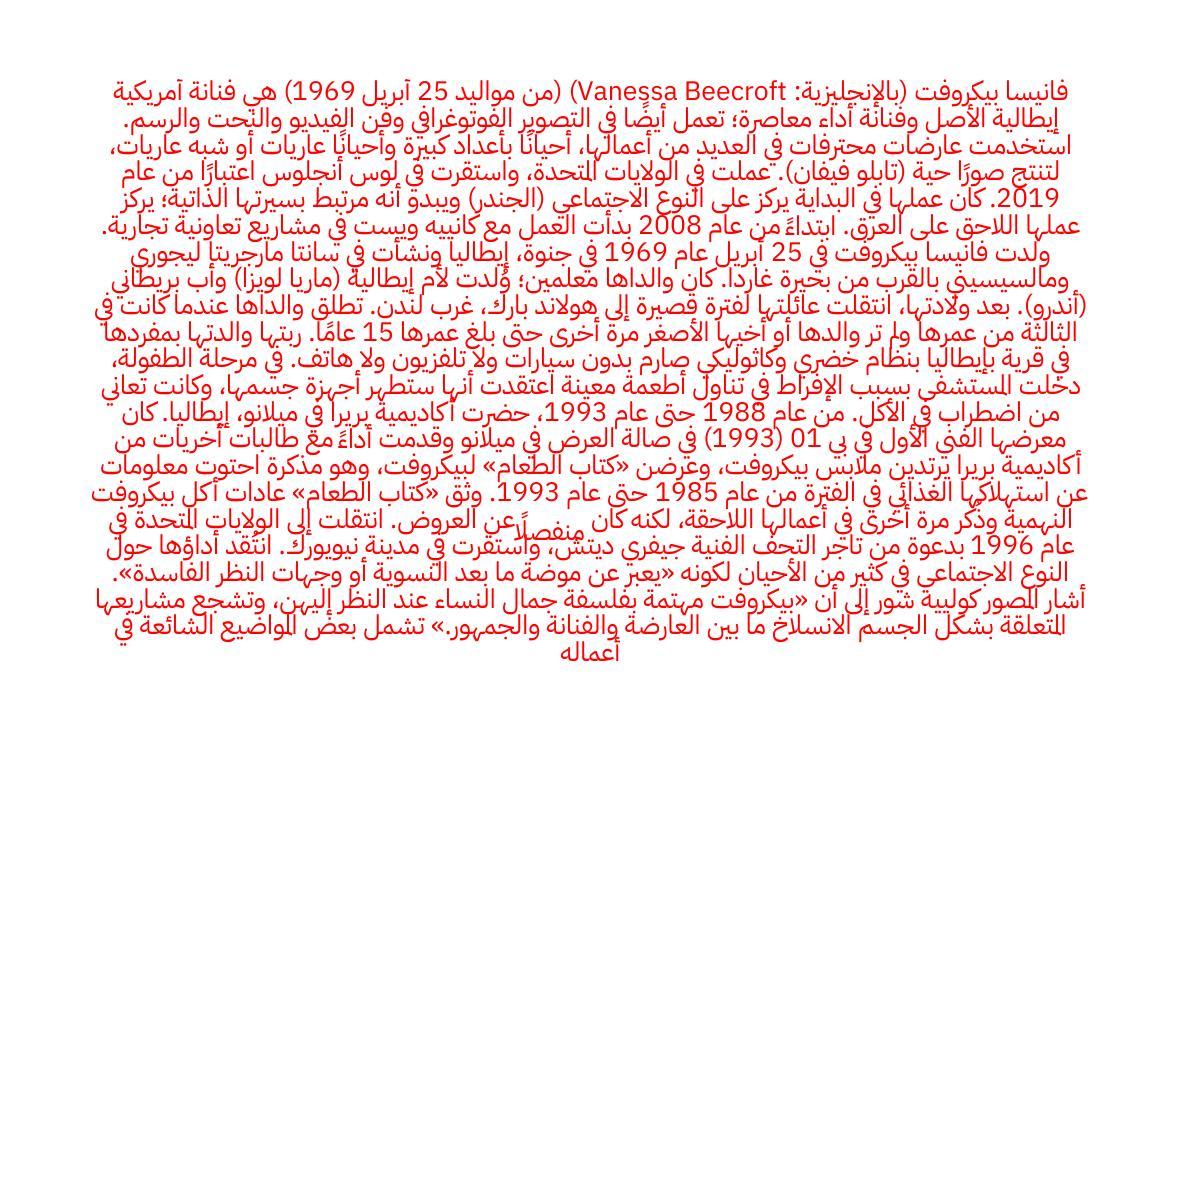 فانيسا بيكروفت (بالإنجليزية: Vanessa Beecroft) (من مواليد 25 أبريل 1969) هي فنانة أمريكية
إيطالية الأصل وفنانة أداء معاصرة؛ تعمل أيضًا في التصوير الفوتوغرافي وفن الفيديو والنحت والرسم.
استخدمت عارضات محترفات في العديد من أعمالها، أحيانًا بأعداد كبيرة وأحيانًا عاريات أو شبه عاريات،
لتنتج صورًا حية (تابلو فيفان). عملت في الولايات المتحدة، واستقرت في لوس أنجلوس اعتبارًا من عام
2019. كان عملها في البداية يركز على النوع الاجتماعي (الجندر) ويبدو أنه مرتبط بسيرتها الذاتية؛ يركز
عملها اللاحق على العرق. ابتداءً من عام 2008 بدأت العمل مع كانييه ويست في مشاريع تعاونية تجارية.
ولدت فانيسا بيكروفت في 25 أبريل عام 1969 في جنوة، إيطاليا ونشأت في سانتا مارجريتا ليجوري
ومالسيسيني بالقرب من بحيرة غاردا. كان والداها معلمين؛ وُلدت لأم إيطالية (ماريا لويزا) وأب بريطاني
(أندرو). بعد ولادتها، انتقلت عائلتها لفترة قصيرة إلى هولاند بارك، غرب لندن. تطلق والداها عندما كانت في
الثالثة من عمرها ولم تر والدها أو أخيها الأصغر مرة أخرى حتى بلغ عمرها 15 عامًا. ربتها والدتها بمفردها
في قرية بإيطاليا بنظام خضري وكاثوليكي صارم بدون سيارات ولا تلفزيون ولا هاتف. في مرحلة الطفولة،
دخلت المستشفى بسبب الإفراط في تناول أطعمة معينة اعتقدت أنها ستطهر أجهزة جسمها، وكانت تعاني
من اضطراب في الأكل. من عام 1988 حتى عام 1993، حضرت أكاديمية بريرا في ميلانو، إيطاليا. كان
معرضها الفني الأول في بي 01 (1993) في صالة العرض في ميلانو وقدمت أداءً مع طالبات أخريات من
أكاديمية بريرا يرتدين ملابس بيكروفت، وعرضن «كتاب الطعام» لبيكروفت، وهو مذكرة احتوت معلومات
عن استهلاكها الغذائي في الفترة من عام 1985 حتى عام 1993. وثق «كتاب الطعام» عادات أكل بيكروفت
النهمية وذُكر مرة أخرى في أعمالها اللاحقة، لكنه كان منفصلًا عن العروض. انتقلت إلى الولايات المتحدة في
عام 1996 بدعوة من تاجر التحف الفنية جيفري ديتش، واستقرت في مدينة نيويورك. انتُقد أداؤها حول
النوع الاجتماعي في كثير من الأحيان لكونه «يعبر عن موضة ما بعد النسوية أو وجهات النظر الفاسدة».
أشار المصور كولييه شور إلى أن «بيكروفت مهتمة بفلسفة جمال النساء عند النظر إليهن، وتشجع مشاريعها
المتعلقة بشكل الجسم الانسلاخ ما بين العارضة والفنانة والجمهور.» تشمل بعض المواضيع الشائعة في
أعماله